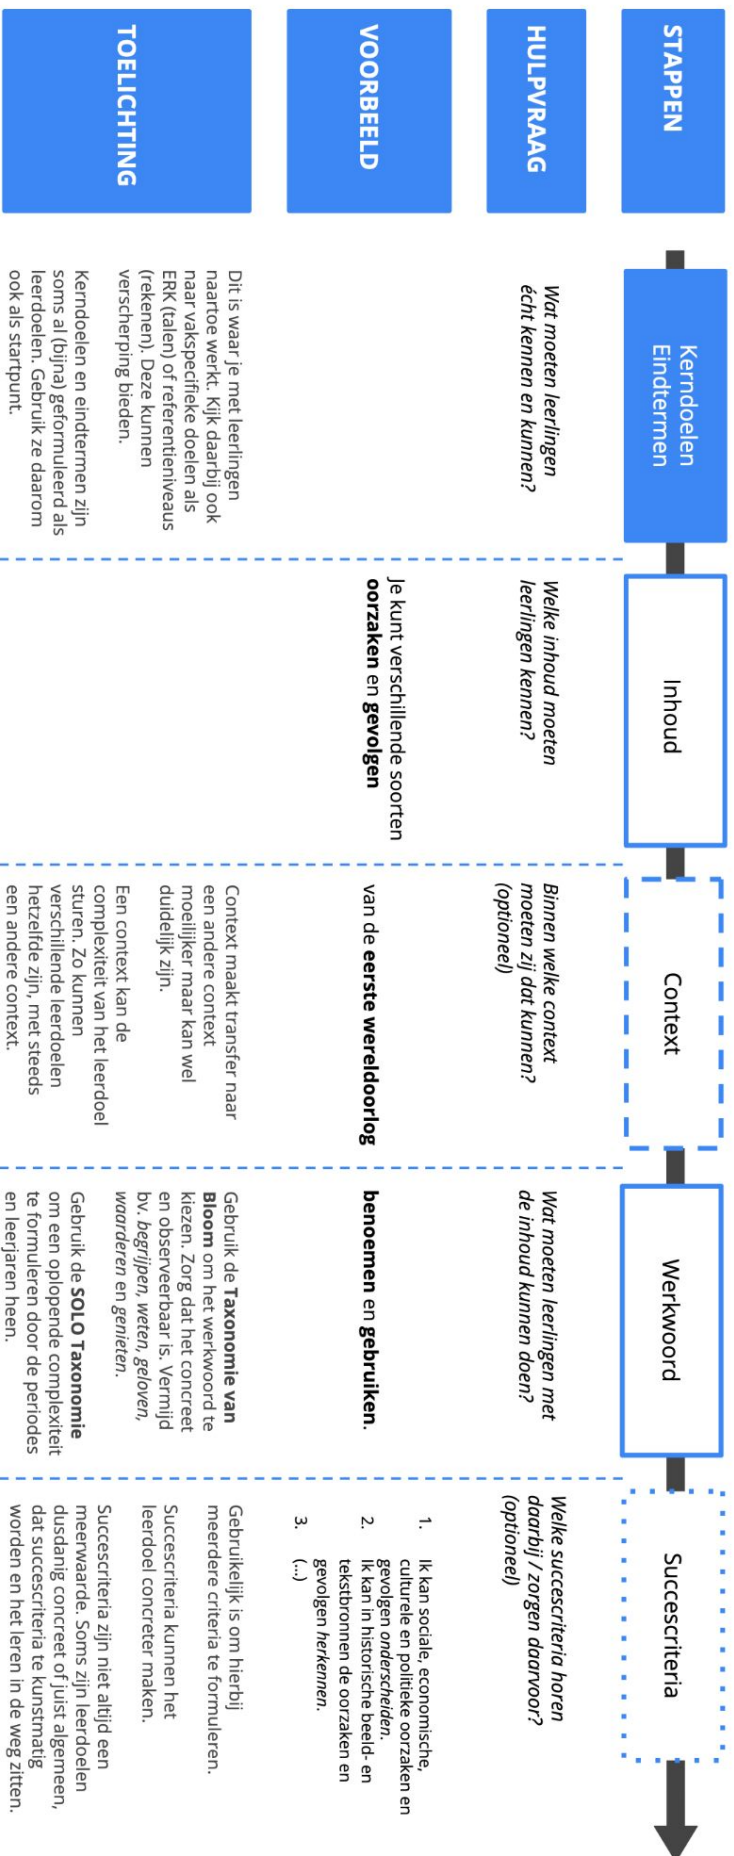 STAPPEN
Kerndoelen
Eindtermen
Inhoud
Context
Werkwoord
Succescriteria
HULPVRAAG
Wat moeten leerlingen
écht kennen en kunnen?
Welke inhoud moeten
leerlingen kennen?
Binnen welke context
moeten zij dat kunnen?
(optioneel)
Wat moeten leerlingen met
de inhoud kunnen doen?
Welke succescriteria horen
daarbij / zorgen daarvoor?
(optioneel)
VOORBEELD
Je kunt verschillende soorten
oorzaken en gevolgen
van de eerste wereldoorlog
benoemen en gebruiken.
1. Ik kan sociale, economische,
culturele en politieke oorzaken en
gevolgen onderscheiden.
2. Ik kan in historische beeld- en
tekstbronnen de oorzaken en
gevolgen herkennen.
3. (...)
TOELICHTING
Dit is waar je met leerlingen
naartoe werkt. Kijk daarbij ook
naar vakspecifieke doelen als
ERK (talen) of referentieniveaus
(rekenen). Deze kunnen
verscherping bieden.
Kerndoelen en eindtermen zijn
soms al (bijna) geformuleerd als
leerdoelen. Gebruik ze daarom
ook als startpunt.
Context maakt transfer naar
een andere context
moeilijker maar kan wel
duidelijk zijn.
Een context kan de
complexiteit van het leerdoel
sturen. Zo kunnen
verschillende leerdoelen
hetzelfde zijn, met steeds
een andere context.
Gebruik de Taxonomie van
Bloom om het werkwoord te
kiezen. Zorg dat het concreet
en observeerbaar is. Vermijd
bv. begrijpen, weten, geloven,
waarderen en genieten.
Gebruik de SOLO Taxonomie
om een oplopende complexiteit
te formuleren door de periodes
en leerjaren heen.
Gebruikelijk is om hierbij
meerdere criteria te formuleren.
Succescriteria kunnen het
leerdoel concreter maken.
Succescriteria zijn niet altijd een
meerwaarde. Soms zijn leerdoelen
dusdanig concreet of juist algemeen,
dat succescriteria te kunstmatig
worden en het leren in de weg zitten.